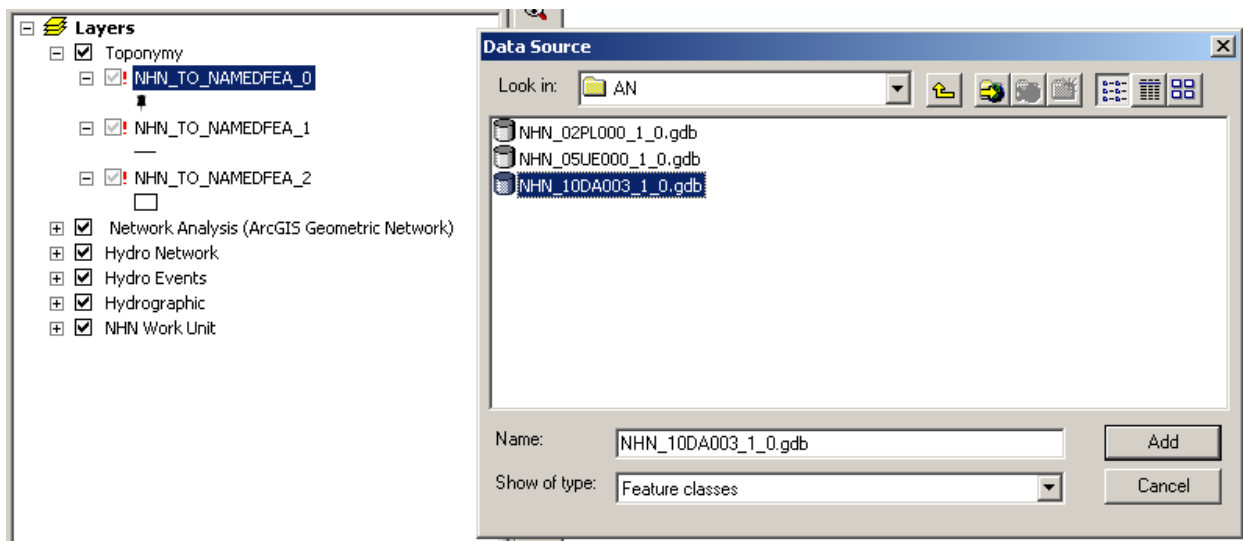 Layers
Toponymy
NHN_TO_NAMEDFEA_0
NHN_TO_NAMEDFEA_1
NHN_TO_NAMEDFEA_2
Network Analysis (ArcGIS Geometric Network)
Hydro Network
Hydro Events
Hydrographic
NHN Work Unit
Data Source
Look in: AN
NHN_02PL000_1_0.gdb
NHN_05UE000_1_0.gdb
NHN_10DA003_1_0.gdb
Name: NHN_10DA003_1_0.gdb Add
Show of type: Feature classes Cancel